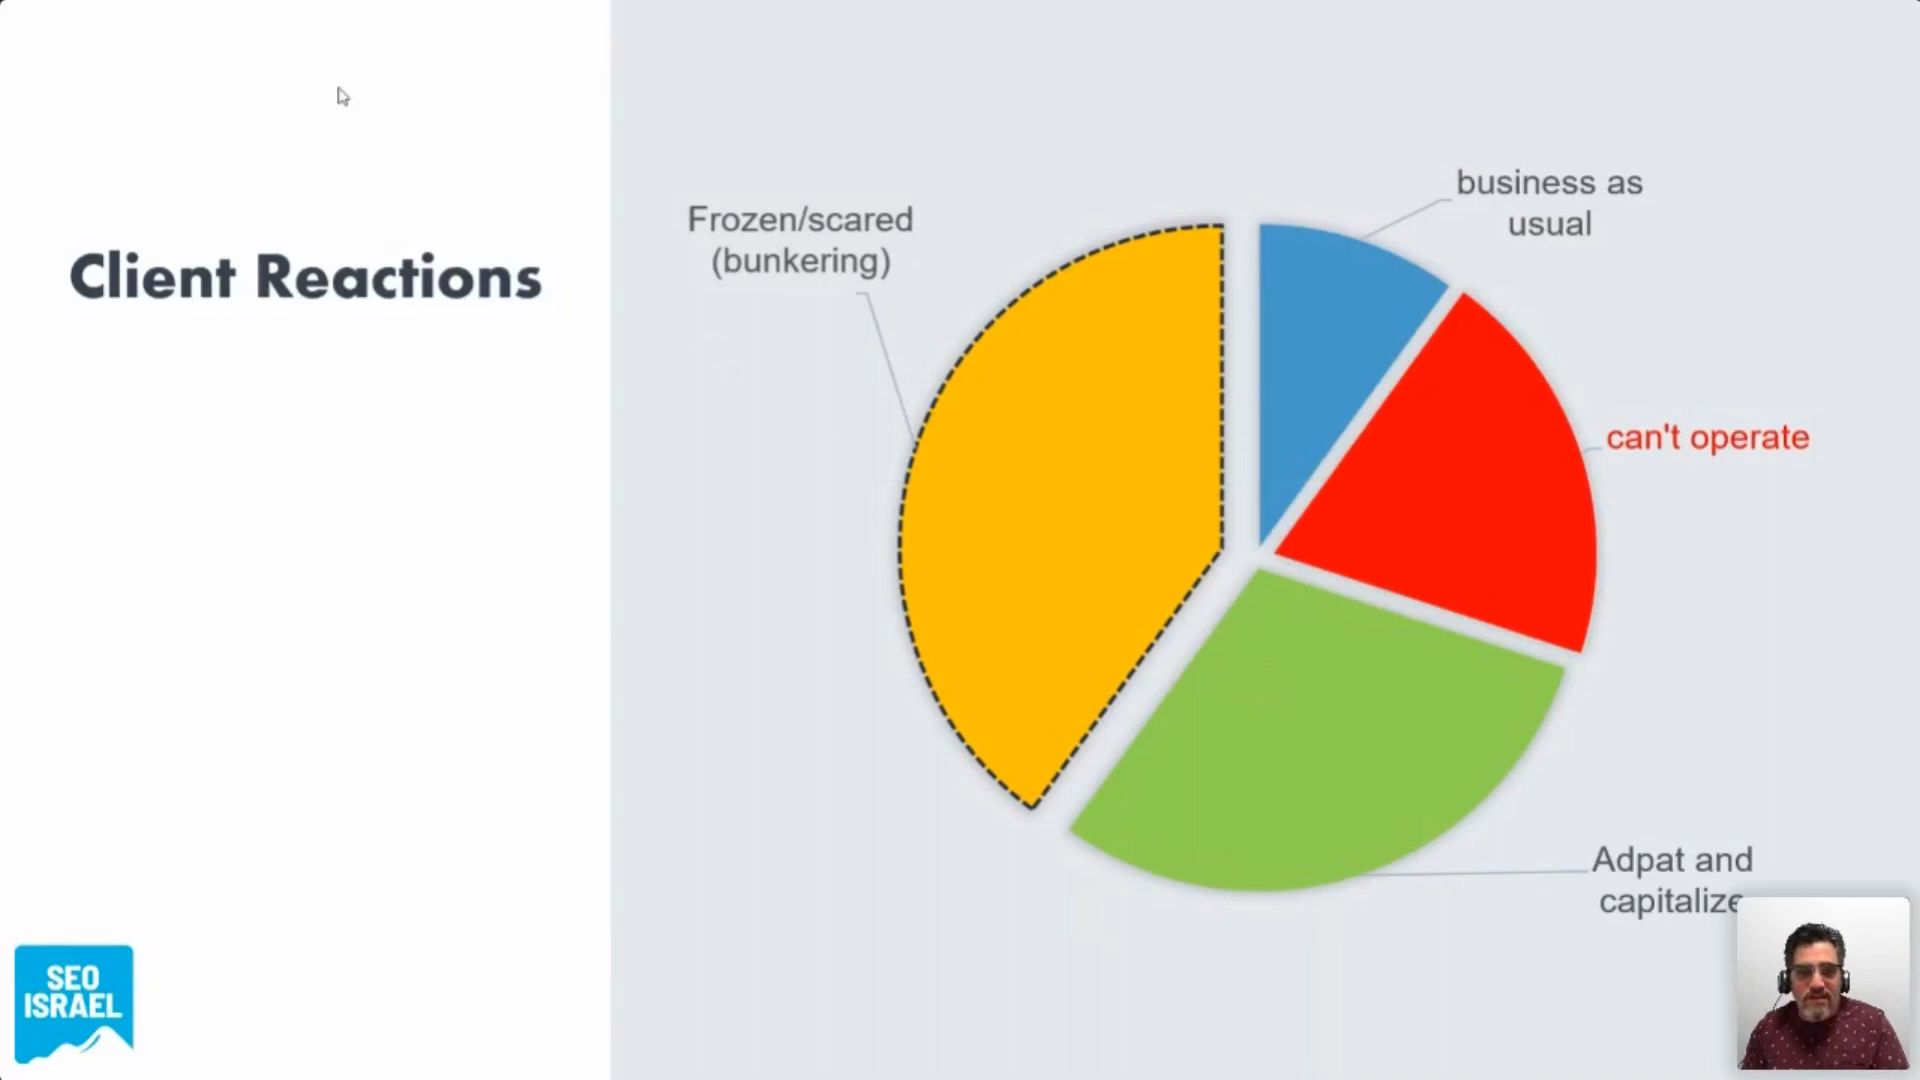 Client Reactions
Frozen/scared
(bunkering)
business as
usual
can't operate
Adpat and
capitalize
SEO
ISRAEL